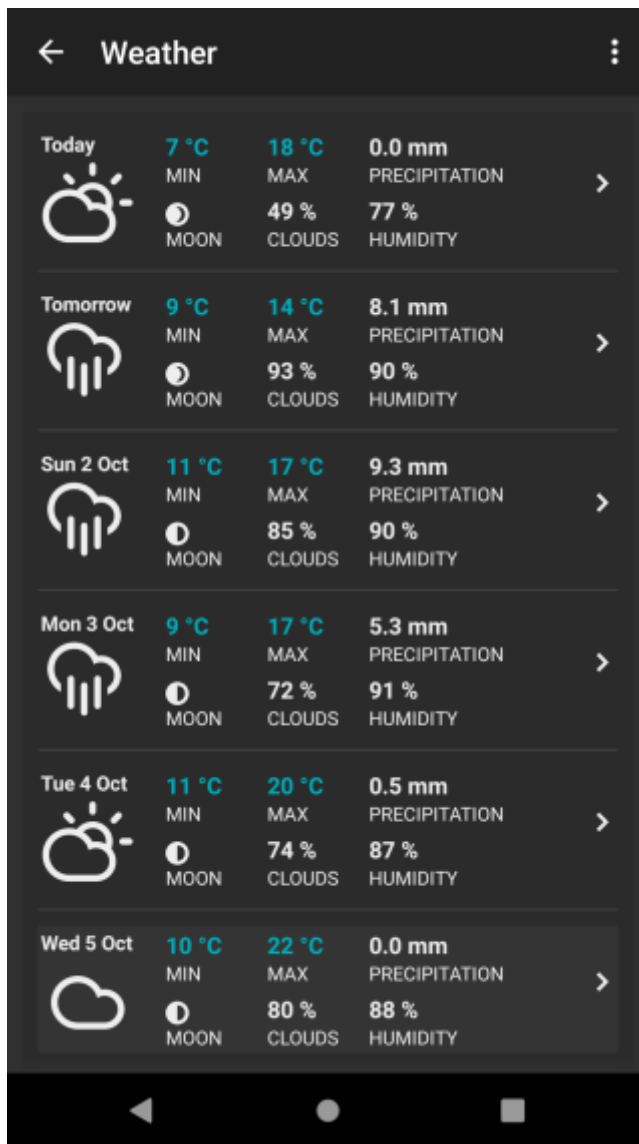 Weather
Today 7 °C 18 °C 0.0 mm
MIN MAX PRECIPITATION
49 % 77 %
MOON CLOUDS HUMIDITY
Tomorrow 9 °C 14 °C 8.1 mm
MIN MAX PRECIPITATION
93 % 90 %
MOON CLOUDS HUMIDITY
Sun 2 Oct 11 °C 17 °C 9.3 mm
MIN MAX PRECIPITATION
85 % 90 %
MOON CLOUDS HUMIDITY
Mon 3 Oct 9 °C 17 °C 5.3 mm
MIN MAX PRECIPITATION
72 % 91 %
MOON CLOUDS HUMIDITY
Tue 4 Oct 11 °C 20 °C 0.5 mm
MIN MAX PRECIPITATION
74 % 87 %
MOON CLOUDS HUMIDITY
Wed 5 Oct 10 °C 22 °C 0.0 mm
MIN MAX PRECIPITATION
80 % 88 %
MOON CLOUDS HUMIDITY